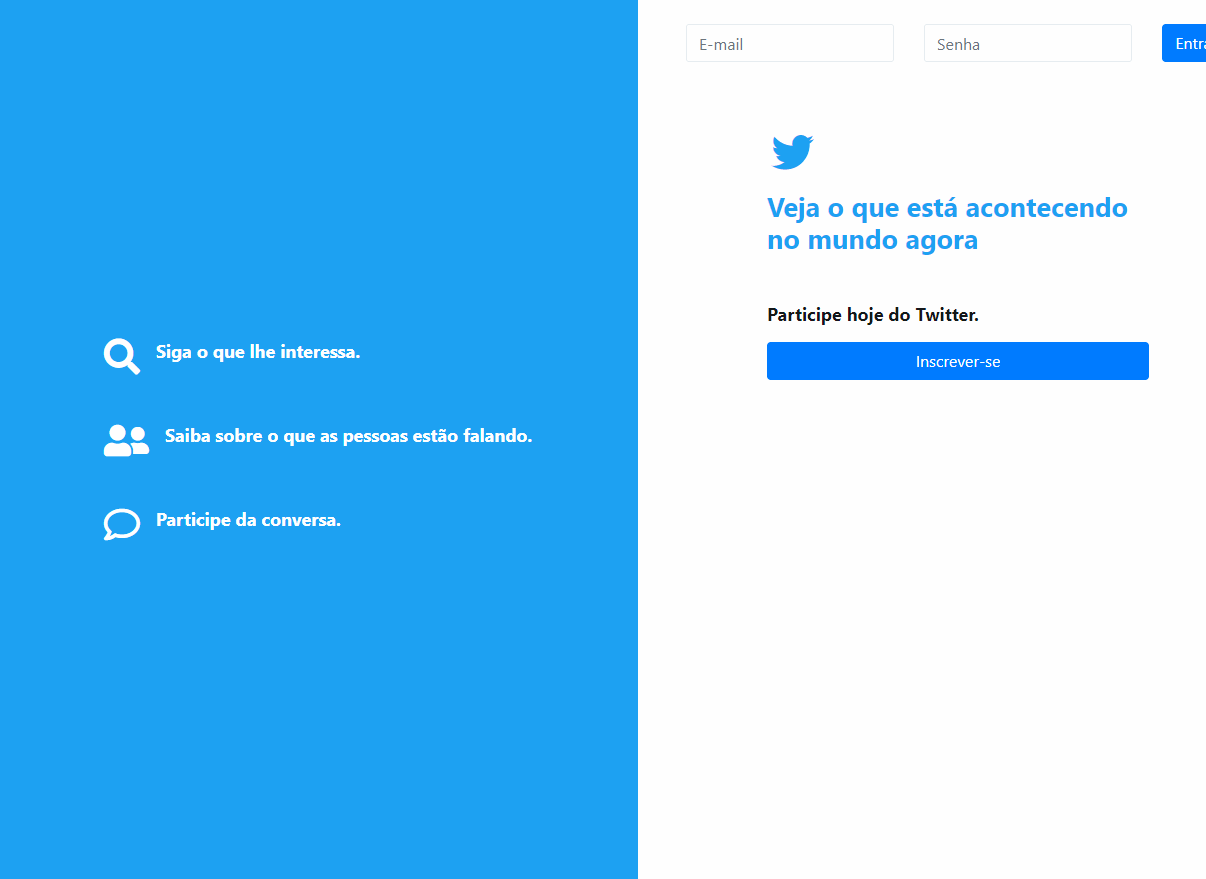 E-mail
Senha
Entra
Veja o que está acontecendo
no mundo agora
Participe hoje do Twitter.
Inscrever-se
Siga o que lhe interessa.
Saiba sobre o que as pessoas estão falando.
Participe da conversa.